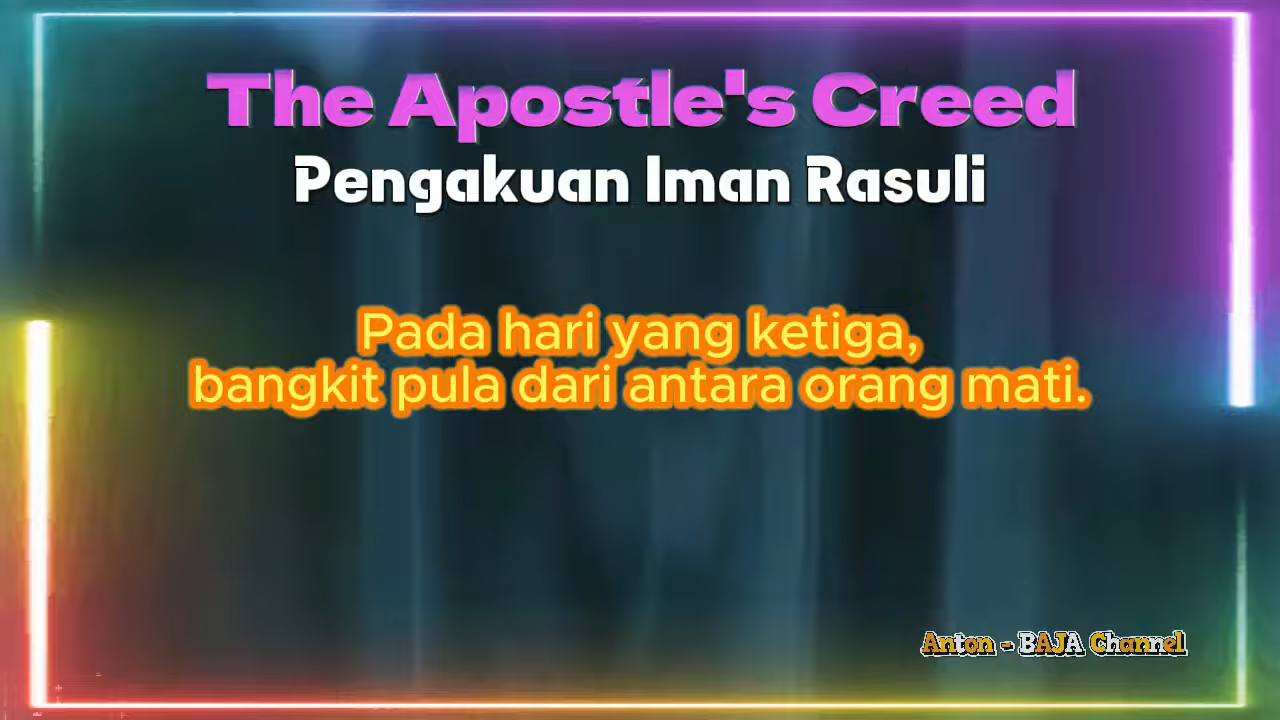 The Apostle's Creed
Pengakuan Iman Rasuli
Pada hari yang ketiga,
bangkit pula dari antara orang mati.
Anton - BAJA Channel